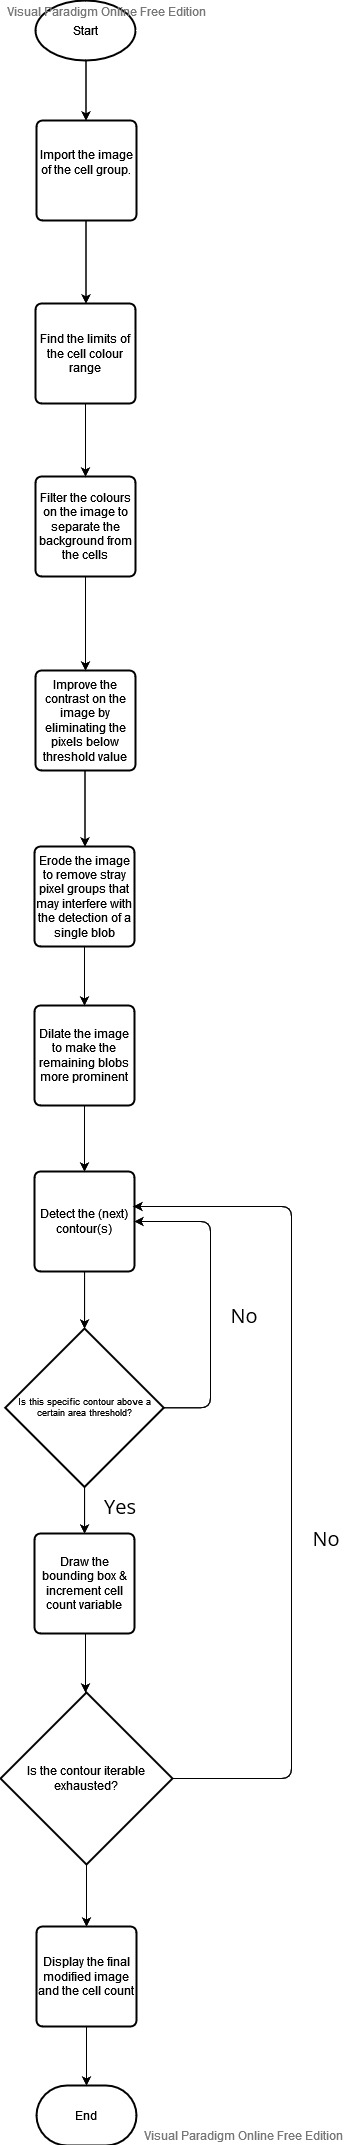 Visual Paradigm Online Free Edition
Start
Import the image
of the cell group.
Find the limits of
the cell colour
range
Filter the colours
on the image to
separate the
background from
the cells
Improve the
contrast on the
image by
eliminating the
pixels below
threshold value
Erode the image
to remove stray
pixel groups that
may interfere with
the detection of a
single blob
Dilate the image
to make the
remaining blobs
more prominent
Detect the (next)
contour(s)
No
Is this specific contour above a
certain area threshold?
Yes
No
Draw the
bounding box &
increment cell
count variable
Is the contour iterable
exhausted?
Display the final
modified image
and the cell count
End
Visual Paradigm Online Free Edition